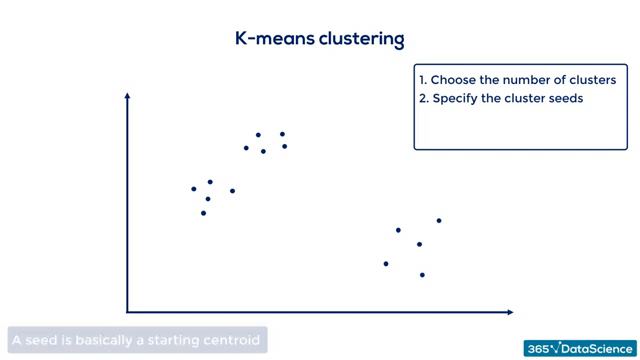 K-means clustering
1. Choose the number of clusters
2. Specify the cluster seeds
A seed is basically a starting centroid
365 DataScience